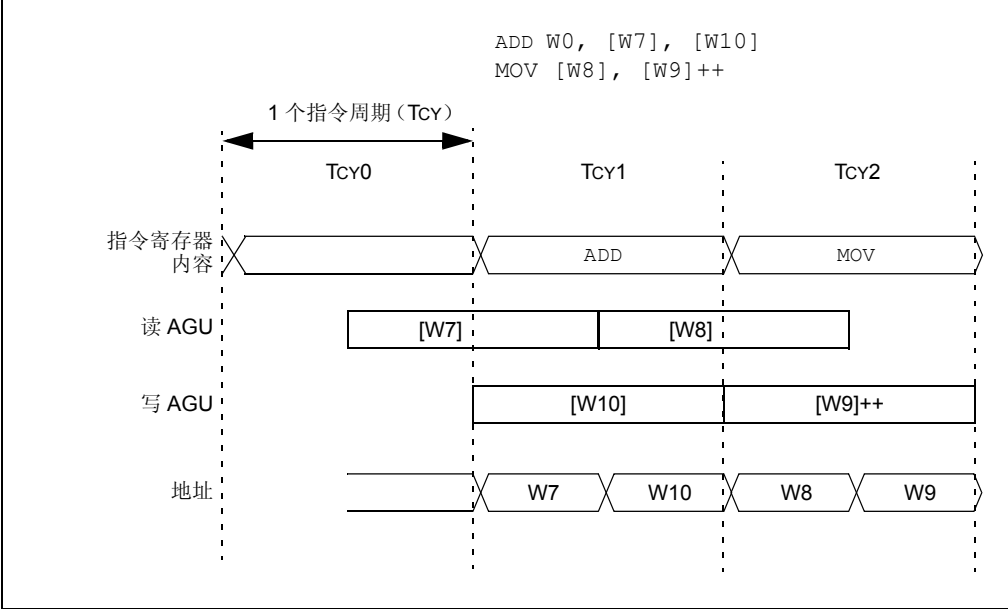 ADD W0, [W7], [W10]
MOV [W8], [W9]++
1 个指令周期（TCY）
TCY0 TCY1 TCY2
指令寄存器
内容
ADD MOV
读 AGU [W7] [W8]
写 AGU [W10] [W9]++
地址 W7 W10 W8 W9